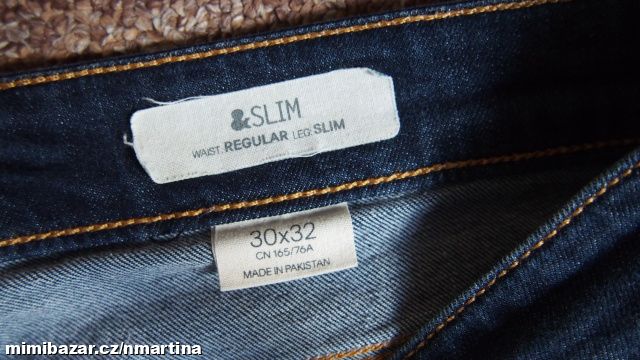 &SLIM
WAIST. REGULAR LEG. SLIM
30x32
CN 165/76A
MADE IN PAKISTAN
mimibazar.cz/nmartina